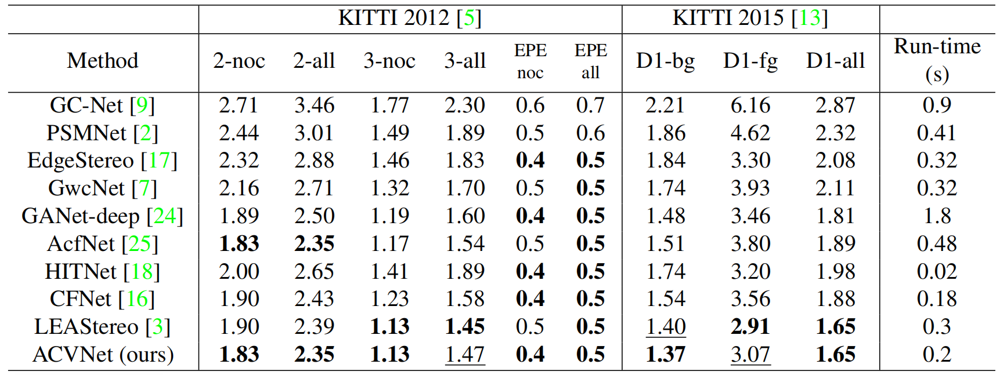 KITTI 2012 [5] KITTI 2015 [13]
Method 2-noc 2-all 3-noc 3-all EPE noc EPE all D1-bg D1-fg D1-all Run-time (s)
GC-Net [9] 2.71 3.46 1.77 2.30 0.6 0.7 2.21 6.16 2.87 0.9
PSMNet [2] 2.44 3.01 1.49 1.89 0.5 0.6 1.86 4.62 2.32 0.41
EdgeStereo [17] 2.32 2.88 1.46 1.83 0.4 0.5 1.84 3.30 2.08 0.32
GwcNet [7] 2.16 2.71 1.32 1.70 0.5 0.5 1.74 3.93 2.11 0.32
GANet-deep [24] 1.89 2.50 1.19 1.60 0.4 0.5 1.48 3.46 1.81 1.8
AcfNet [25] 1.83 2.35 1.17 1.54 0.5 0.5 1.51 3.80 1.89 0.48
HITNet [18] 2.00 2.65 1.41 1.89 0.4 0.5 1.74 3.20 1.98 0.02
CFNet [16] 1.90 2.43 1.23 1.58 0.4 0.5 1.54 3.56 1.88 0.18
LEAStereo [3] 1.90 2.39 1.13 1.45 0.5 0.5 1.40 2.91 1.65 0.3
ACVNet (ours) 1.83 2.35 1.13 1.47 0.4 0.5 1.37 3.07 1.65 0.2